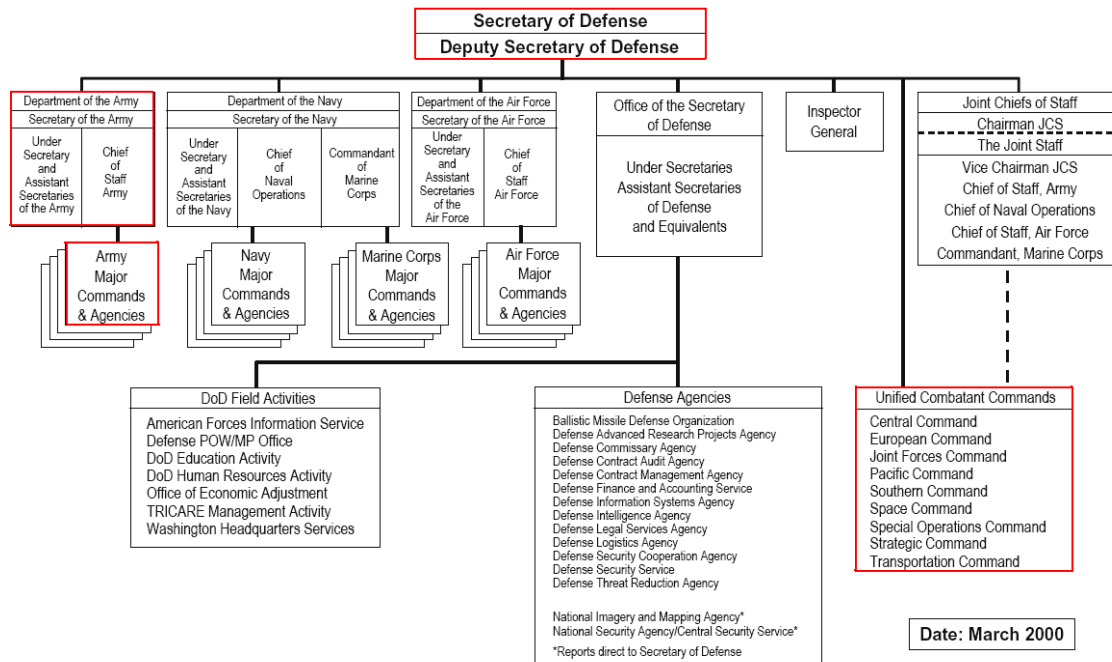 Secretary of Defense
Deputy Secretary of Defense
Department of the Army
Secretary of the Army
Under
Secretary
and
Assistant
Secretaries
of the Army
Chief
of
Staff
Army
Department of the Navy
Secretary of the Navy
Under
Secretary
and
Assistant
Secretaries
of the Navy
Chief
of
Naval
Operations
Commandant
of
Marine
Corps
Department of the Air Force
Secretary of the Air Force
Under
Secretary
and
Assistant
Secretaries
of the
Air Force
Chief
of
Staff
Air Force
Office of the Secretary
of Defense
Under Secretaries
Assistant Secretaries
of Defense
and Equivalents
Inspector
General
Joint Chiefs of Staff
Chairman JCS
The Joint Staff
Vice Chairman JCS
Chief of Staff, Army
Chief of Naval Operations
Chief of Staff, Air Force
Commandant, Marine Corps
Army
Major
Commands
& Agencies
Navy
Major
Commands
& Agencies
Marine Corps
Major
Commands
& Agencies
Air Force
Major
Commands
& Agencies
DoD Field Activities
American Forces Information Service
Defense POW/MP Office
DoD Education Activity
DoD Human Resources Activity
Office of Economic Adjustment
TRICARE Management Activity
Washington Headquarters Services
Defense Agencies
Ballistic Missile Defense Organization
Defense Advanced Research Projects Agency
Defense Commissary Agency
Defense Contract Audit Agency
Defense Contract Management Agency
Defense Finance and Accounting Service
Defense Information Systems Agency
Defense Intelligence Agency
Defense Legal Services Agency
Defense Logistics Agency
Defense Security Cooperation Agency
Defense Security Service
Defense Threat Reduction Agency
National Imagery and Mapping Agency*
National Security Agency/Central Security Service*
*Reports direct to Secretary of Defense
Unified Combatant Commands
Central Command
European Command
Joint Forces Command
Pacific Command
Southern Command
Space Command
Special Operations Command
Strategic Command
Transportation Command
Date: March 2000